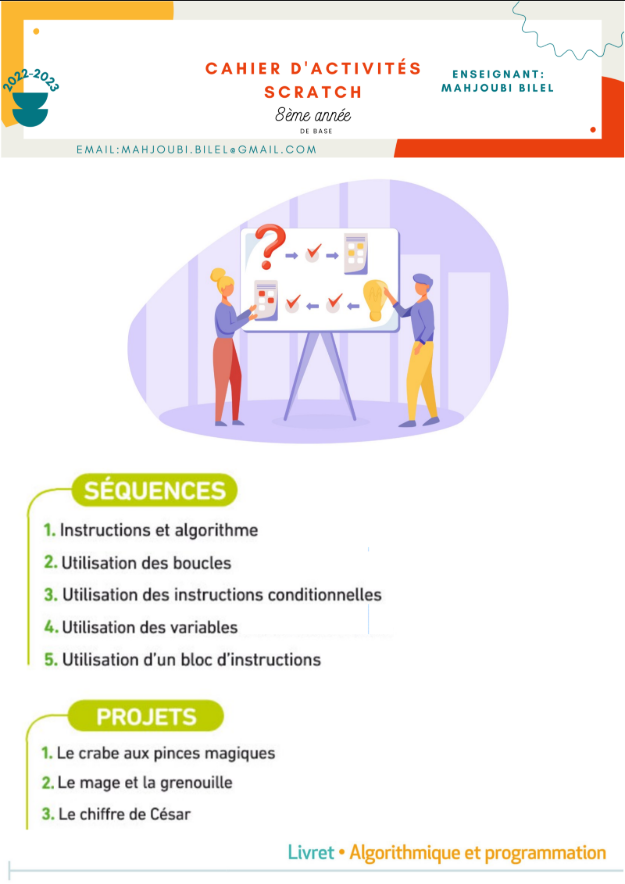 2022-2023
CAHIER D'ACTIVITÉS
SCRATCH
8ème année
DE BASE
ENSEIGNANT:
MAHJOUBI BILEL
EMAIL:MAHJOUBI.BILEL@GMAIL.COM
?
SÉQUENCES
1. Instructions et algorithme
2. Utilisation des boucles
3. Utilisation des instructions conditionnelles
4. Utilisation des variables
5. Utilisation d'un bloc d'instructions
PROJETS
1. Le crabe aux pinces magiques
2. Le mage et la grenouille
3. Le chiffre de César
Livret • Algorithmique et programmation